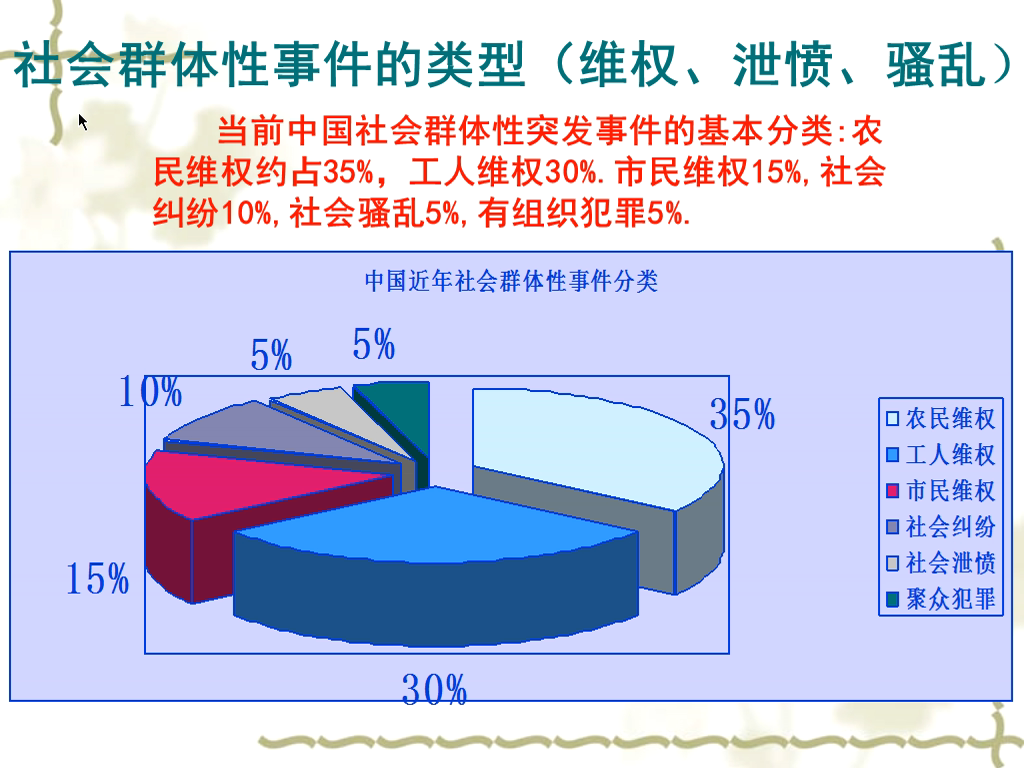 社会群体性事件的类型（维权、泄愤、骚乱）
当前中国社会群体性突发事件的基本分类:农
民维权约占35%，工人维权30%.市民维权15%,社会
纠纷10%,社会骚乱5%,有组织犯罪5%.
中国近年社会群体性事件分类
5%
5%
10%
35%
15%
30%
农民维权
工人维权
市民维权
社会纠纷
社会泄愤
聚众犯罪